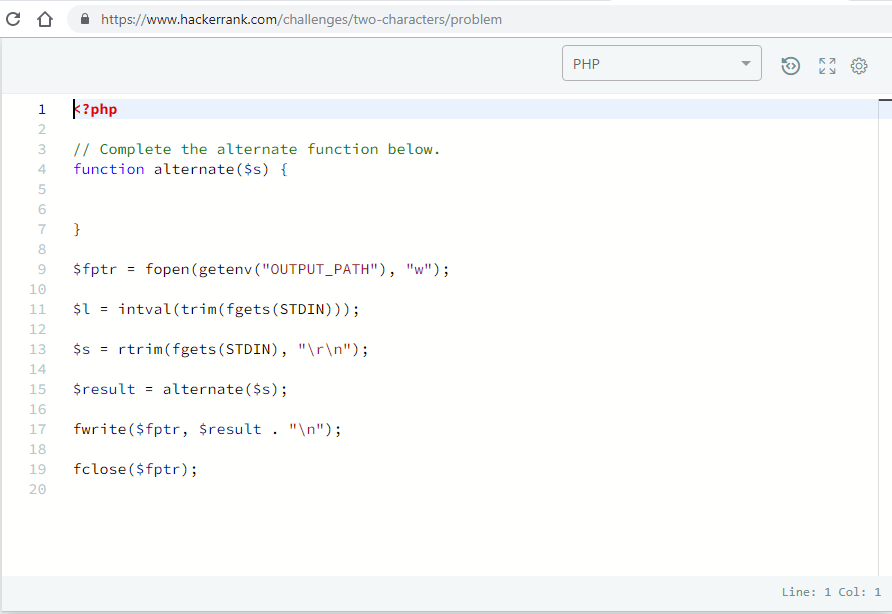 https://www.hackerrank.com/challenges/two-characters/problem
PHP
1 <?php
2
3 // Complete the alternate function below.
4 function alternate($s) {
5
6
7 }
8
9 $fptr = fopen(getenv("OUTPUT_PATH"), "w");
10
11 $l = intval(trim(fgets(STDIN)));
12
13 $s = rtrim(fgets(STDIN), "\r\n");
14
15 $result = alternate($s);
16
17 fwrite($fptr, $result . "\n");
18
19 fclose($fptr);
20
Line: 1 Col: 1